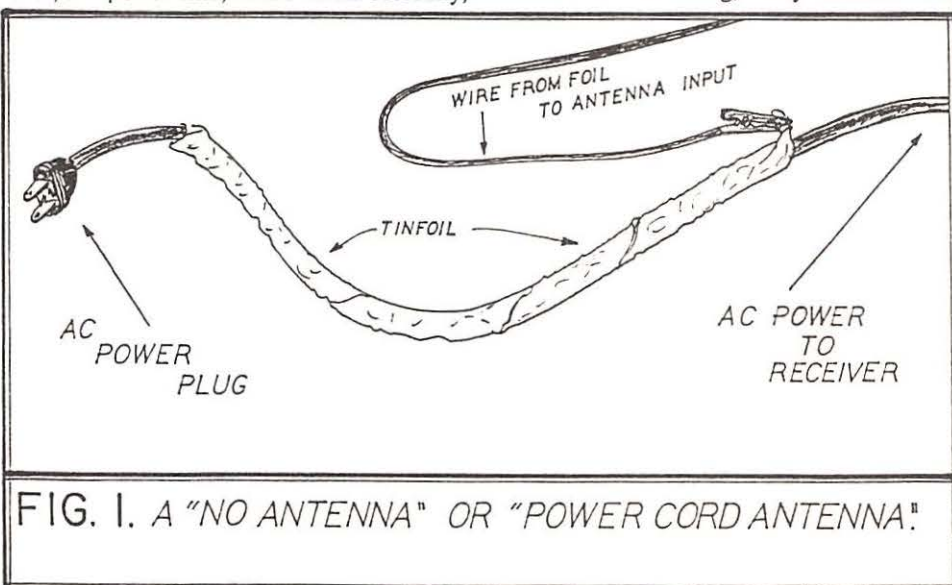 WIRE FROM FOIL
TO ANTENNA INPUT
TINFOIL
AC
POWER
PLUG
AC POWER
TO
RECEIVER
FIG. 1. A "NO ANTENNA" OR "POWER CORD ANTENNA".